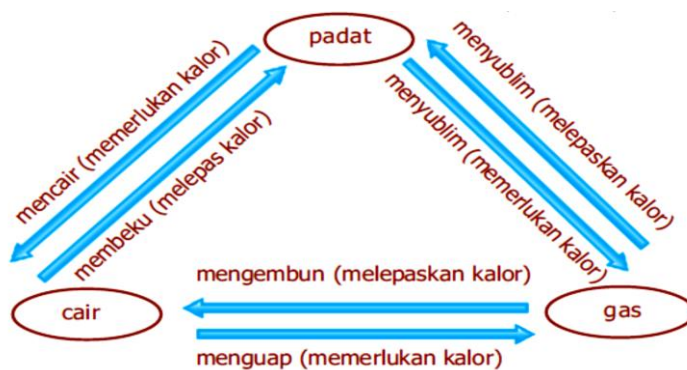 padat
mencair (memerlukan kalor)
membeku (melepas kalor)
menyublim (melepaskan kalor)
menyublim (memerlukan kalor)
mengembun (melepaskan kalor)
cair
gas
menguap (memerlukan kalor)